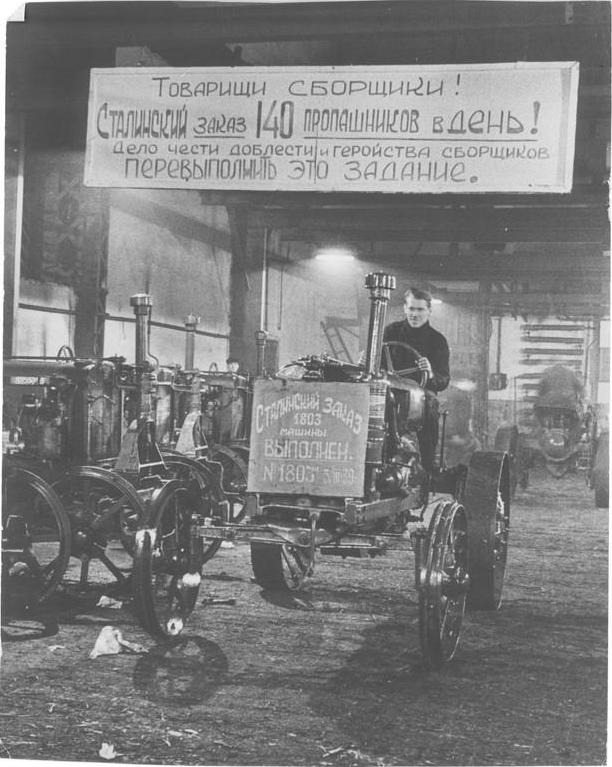 Товарищи сборщики!
Сталинский заказ 140 пропашников в день!
Дело чести доблести и геройства сборщиков
перевыполнить это задание.
Сталинский заказ
1803
машины
выполнен.
N 1803